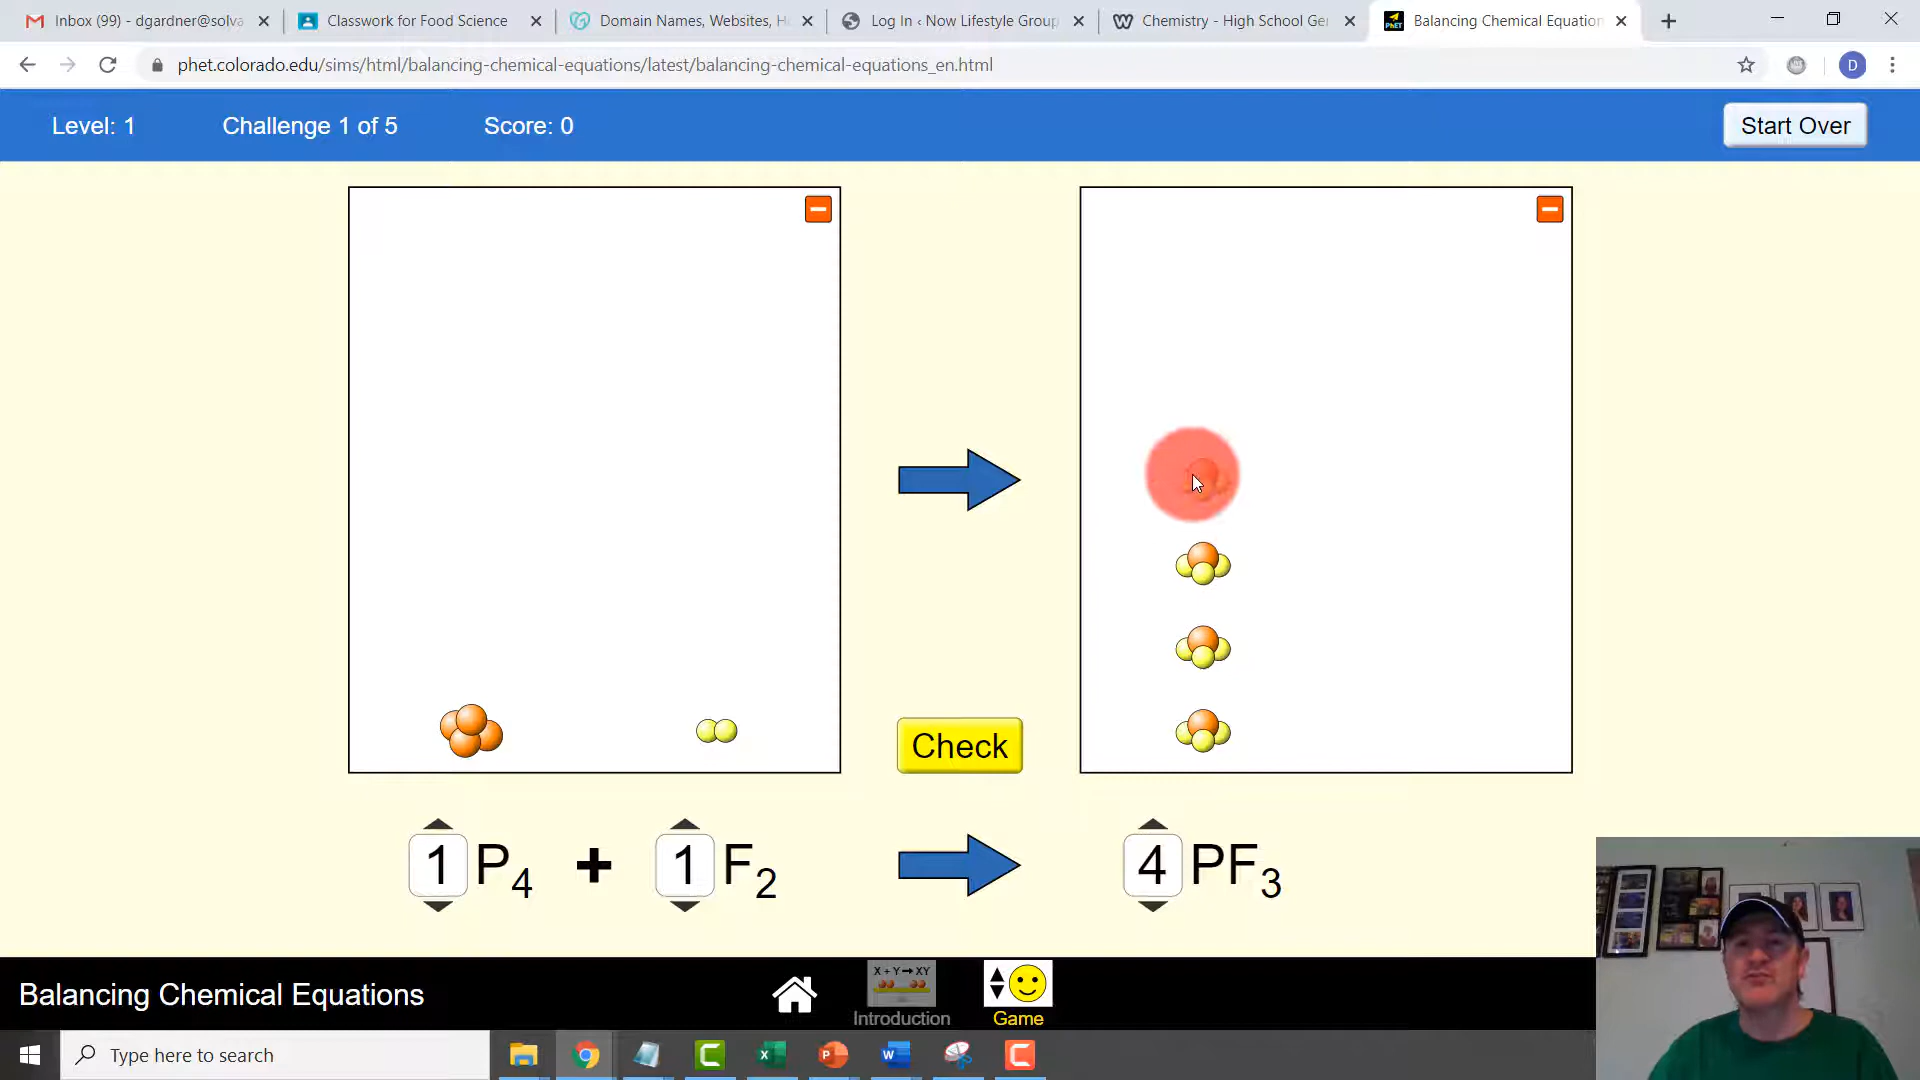 Inbox (99) - dgardner@solva
Classwork for Food Science
Domain Names, Websites, H
Log In ‹ Now Lifestyle Group
Chemistry - High School Ge
Balancing Chemical Equation
phet.colorado.edu/sims/html/balancing-chemical-equations/latest/balancing-chemical-equations_en.html
D
Level: 1
Challenge 1 of 5
Score: 0
Start Over
Check
1 P4 + 1 F2
4 PF3
Balancing Chemical Equations
X + Y → XY
Introduction
Game
Type here to search